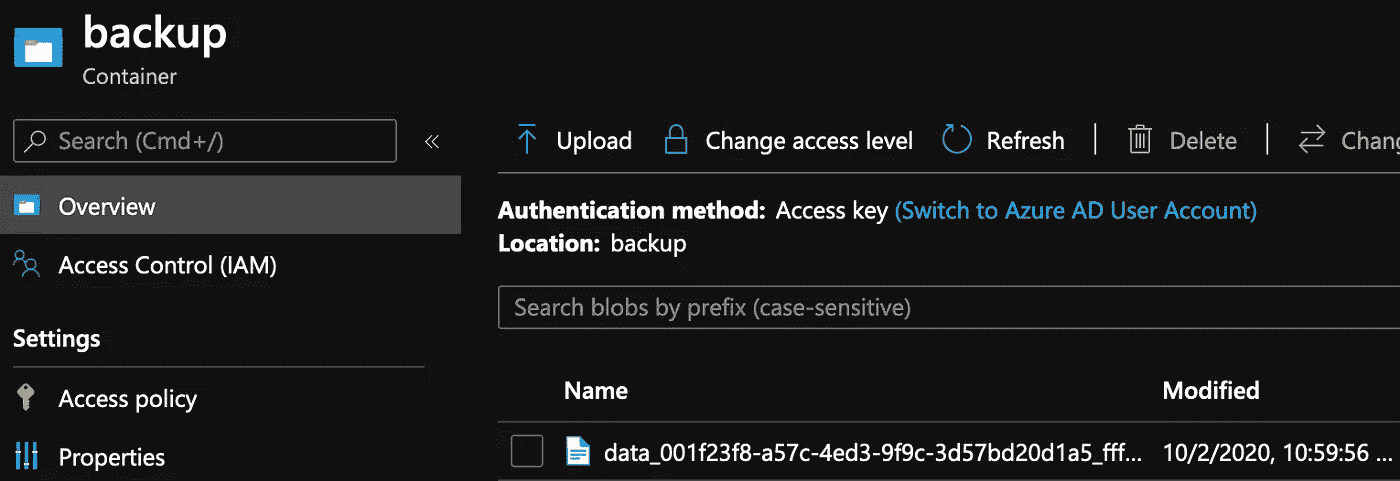 backup
Container
Search (Cmd+/)
«
Overview
Access Control (IAM)
Settings
Access policy
Properties
Upload
Change access level
Refresh
Delete
Chang
Authentication method: Access key (Switch to Azure AD User Account)
Location: backup
Search blobs by prefix (case-sensitive)
Name Modified
data_001f23f8-a57c-4ed3-9f9c-3d57bd20d1a5_fff... 10/2/2020, 10:59:56 ...